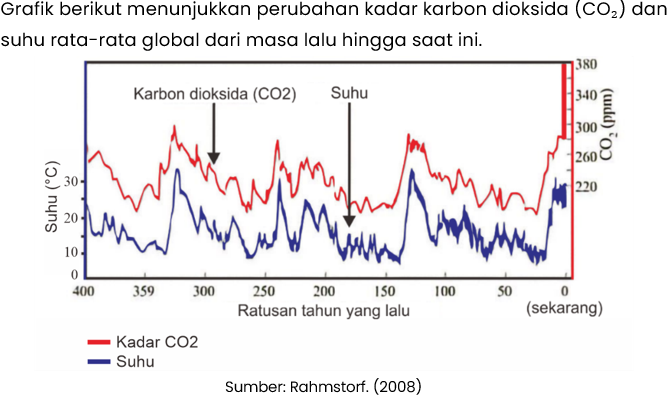 Grafik berikut menunjukkan perubahan kadar karbon dioksida (CO₂) dan
suhu rata-rata global dari masa lalu hingga saat ini.
Karbon dioksida (CO2)
Suhu
Suhu (°C)
30
20
10
0
380
340
300
260
220
CO₂ (ppm)
400 359 300 250 200 150 100 50 0
Ratusan tahun yang lalu
(sekarang)
Kadar CO2
Suhu
Sumber: Rahmstorf. (2008)